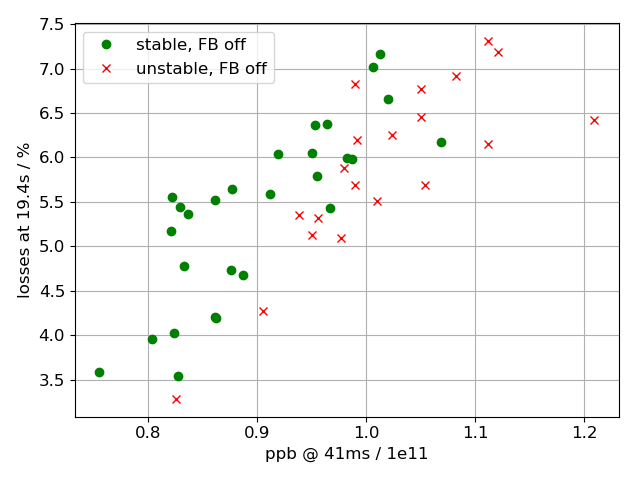 7.5
7.0
6.5
6.0
5.5
5.0
4.5
4.0
3.5
losses at 19.4s / %
stable, FB off
unstable, FB off
0.8 0.9 1.0 1.1 1.2
ppb @ 41ms / 1e11